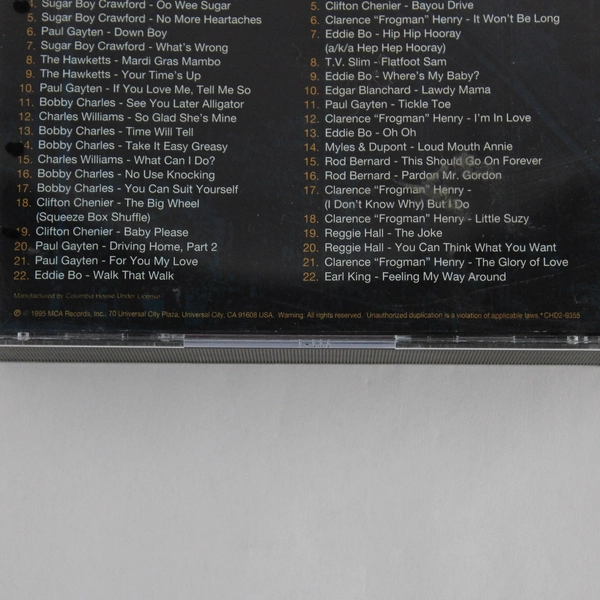 4. Sugar Boy Crawford - Oo Wee Sugar
5. Sugar Boy Crawford - No More Heartaches
6. Paul Gayten - Down Boy
7. Sugar Boy Crawford - What's Wrong
8. The Hawketts - Mardi Gras Mambo
9. The Hawketts - Your Time's Up
10. Paul Gayten - If You Love Me, Tell Me So
11. Bobby Charles - See You Later Alligator
12. Charles Williams - So Glad She's Mine
13. Bobby Charles - Time Will Tell
14. Bobby Charles - Take It Easy Greasy
15. Charles Williams - What Can I Do?
16. Bobby Charles - No Use Knocking
17. Bobby Charles - You Can Suit Yourself
18. Clifton Chenier - The Big Wheel
(Squeeze Box Shuffle)
19. Clifton Chenier - Baby Please
20. Paul Gayten - Driving Home, Part 2
21. Paul Gayten - For You My Love
22. Eddie Bo - Walk That Walk
5. Clifton Chenier - Bayou Drive
6. Clarence "Frogman" Henry - It Won't Be Long
7. Eddie Bo - Hip Hip Hooray
(a/k/a Hep Hep Hooray)
8. T.V. Slim - Flatfoot Sam
9. Eddie Bo - Where's My Baby?
10. Edgar Blanchard - Lawdy Mama
11. Paul Gayten - Tickle Toe
12. Clarence "Frogman" Henry - I'm In Love
13. Eddie Bo - Oh Oh
14. Myles & Dupont - Loud Mouth Annie
15. Rod Bernard - This Should Go On Forever
16. Rod Bernard - Pardon Mr. Gordon
17. Clarence "Frogman" Henry -
(I Don't Know Why) But I Do
18. Clarence "Frogman" Henry - Little Suzy
19. Reggie Hall - The Joke
20. Reggie Hall - You Can Think What You Want
21. Clarence "Frogman" Henry - The Glory of Love
22. Earl King - Feeling My Way Around
Manufactured by Columbia House Under License
℗ © 1995 MCA Records, Inc., 70 Universal City Plaza, Universal City, CA 91608 USA. Warning. All rights reserved. Unauthorized duplication is a violation of applicable laws.*CHD2-9355